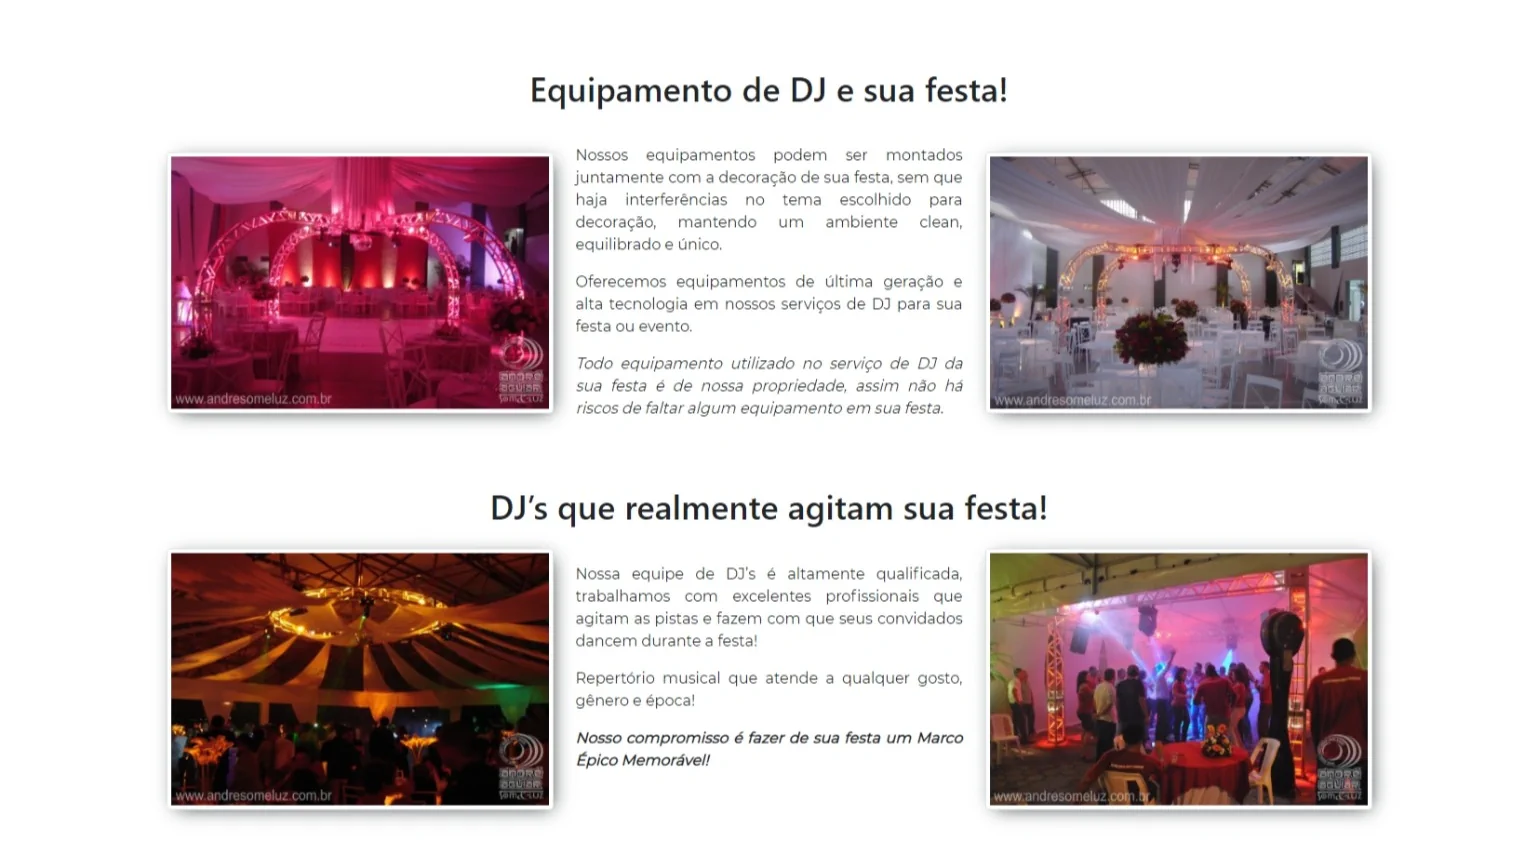 Equipamento de DJ e sua festa!
Nossos equipamentos podem ser montados
juntamente com a decoração de sua festa, sem que
haja interferências no tema escolhido para
decoração, mantendo um ambiente clean,
equilibrado e único.
Oferecemos equipamentos de última geração e
alta tecnologia em nossos serviços de DJ para sua
festa ou evento.
Todo equipamento utilizado no serviço de DJ da
sua festa é de nossa propriedade, assim não há
riscos de faltar algum equipamento em sua festa.
www.andresomeluz.com.br
www.andresomeluz.com.br
DJ’s que realmente agitam sua festa!
Nossa equipe de DJ’s é altamente qualificada,
trabalhamos com excelentes profissionais que
agitam as pistas e fazem com que seus convidados
dancem durante a festa!
Repertório musical que atende a qualquer gosto,
gênero e época!
Nosso compromisso é fazer de sua festa um Marco
Épico Memorável!
www.andresomeluz.com.br
www.andresomeluz.com.br